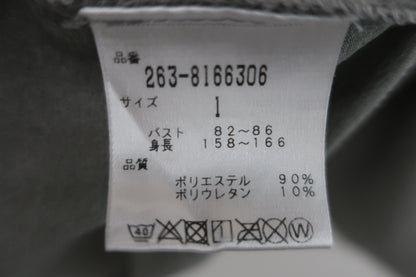 品番
263-8166306
サイズ 1
バスト 82～86
身長 158～166
品質
ポリエステル 90%
ポリウレタン 10%
40 W